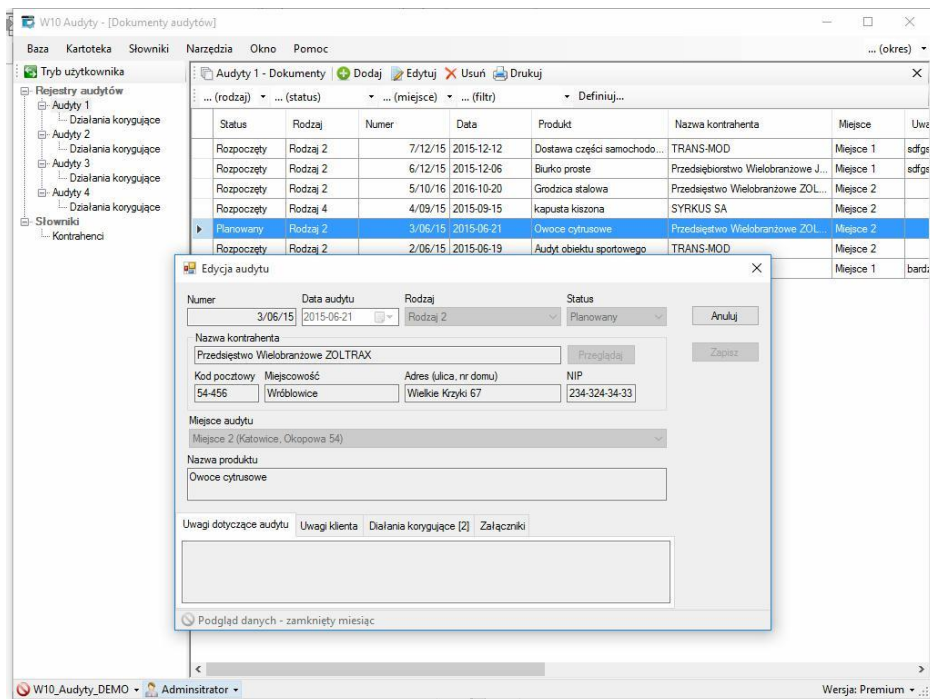 W10 Audyty - [Dokumenty audytów]
Baza Kartoteka Słowniki Narzędzia Okno Pomoc ... (okres)
Tryb użytkownika
Rejestry audytów
Audyty 1
Działania korygujące
Audyty 2
Działania korygujące
Audyty 3
Działania korygujące
Audyty 4
Działania korygujące
Słowniki
Kontrahenci
Audyty 1 - Dokumenty Dodaj Edytuj Usuń Drukuj
... (rodzaj) ... (status) ... (miejsce) ... (filtr) Definiuj...
Status Rodzaj Numer Data Produkt Nazwa kontrahenta Miejsce Uwa
Rozpoczęty Rodzaj 2 7/12/15 2015-12-12 Dostawa części samochodo... TRANS-MOD Miejsce 1 sdfgs
Rozpoczęty Rodzaj 2 6/12/15 2015-12-06 Biurko proste Przedsiębiorstwo Wielobranżowe J... Miejsce 1 sdfgs
Rozpoczęty Rodzaj 2 5/10/16 2016-10-20 Grodzica stalowa Przedsięstwo Wielobranżowe ZOL... Miejsce 2
Rozpoczęty Rodzaj 4 4/09/15 2015-09-15 kapusta kiszona SYRKUS SA Miejsce 2
Planowany Rodzaj 2 3/06/15 2015-06-21 Owoce cytrusowe Przedsięstwo Wielobranżowe ZOL... Miejsce 2
Rozpoczęty Rodzaj 2 2/06/15 2015-06-19 Audyt obiektu sportowego TRANS-MOD Miejsce 2
Miejsce 1 bardz
Edycja audytu
Numer Data audytu Rodzaj Status
3/06/15 2015-06-21 Rodzaj 2 Planowany Anuluj
Nazwa kontrahenta
Przedsięstwo Wielobranżowe ZOLTRAX Przeglądaj Zapisz
Kod pocztowy Miejscowość Adres (ulica, nr domu) NIP
54-456 Wróblowice Wielkie Krzyki 67 234-324-34-33
Miejsce audytu
Miejsce 2 (Katowice, Okopowa 54)
Nazwa produktu
Owoce cytrusowe
Uwagi dotyczące audytu Uwagi klienta Działania korygujące [2] Załączniki
Podgląd danych - zamknięty miesiąc
W10_Audyty_DEMO Adminsitrator Wersja: Premium